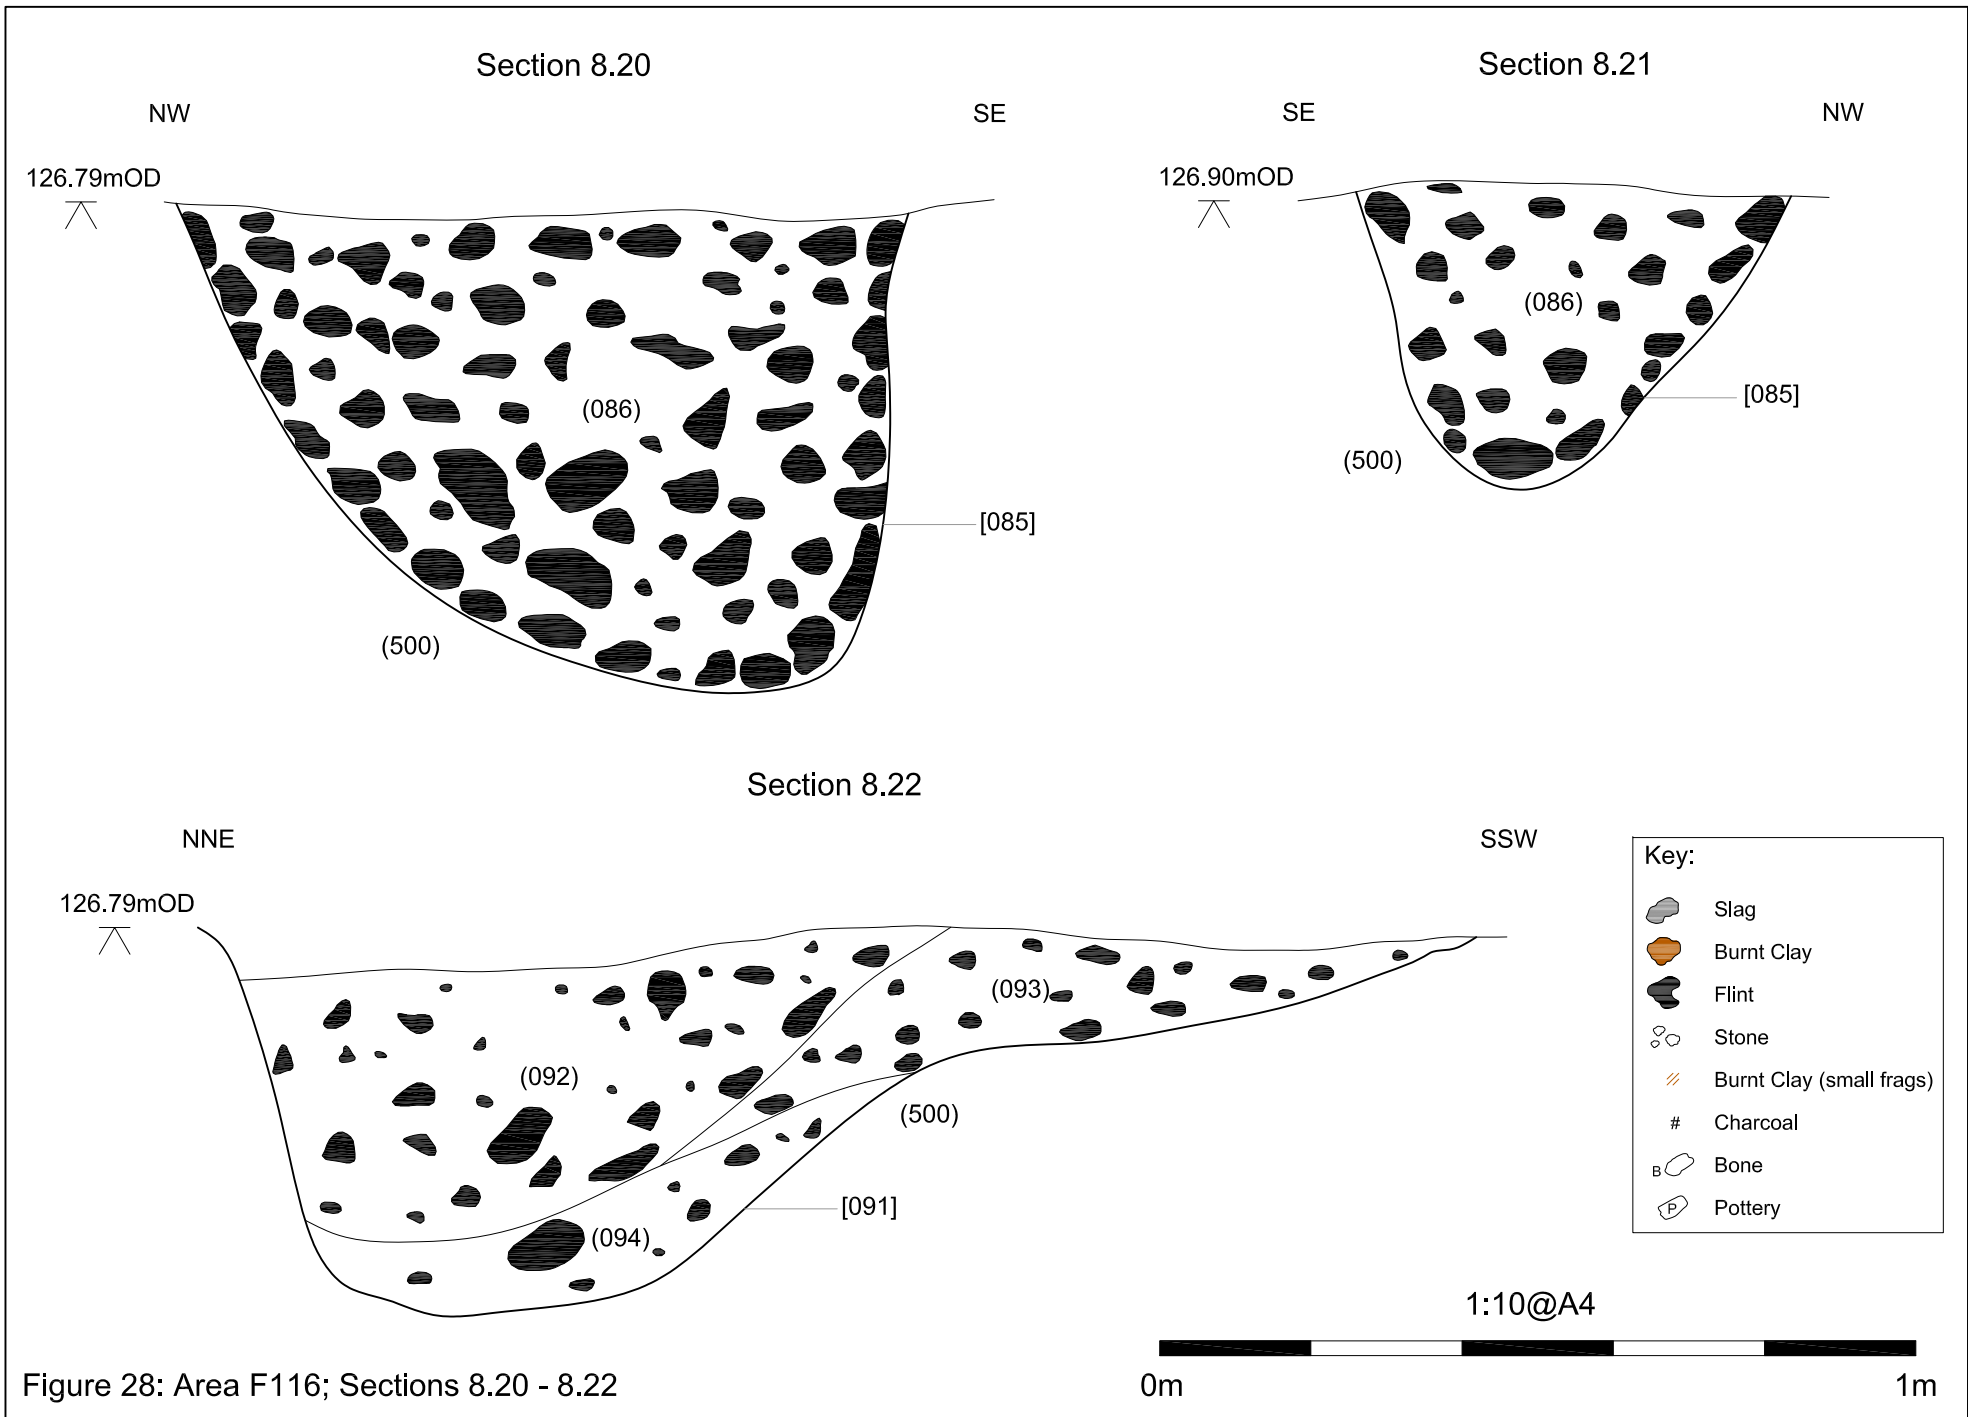 Section 8.20
NW
SE
126.79mOD
(086)
[085]
(500)
Section 8.21
SE
NW
126.90mOD
(086)
[085]
(500)
Section 8.22
NNE
SSW
126.79mOD
(093)
(092)
(500)
[091]
(094)
Key:
Slag
Burnt Clay
Flint
Stone
Burnt Clay (small frags)
# Charcoal
B Bone
P Pottery
1:10@A4
0m
1m
Figure 28: Area F116; Sections 8.20 - 8.22